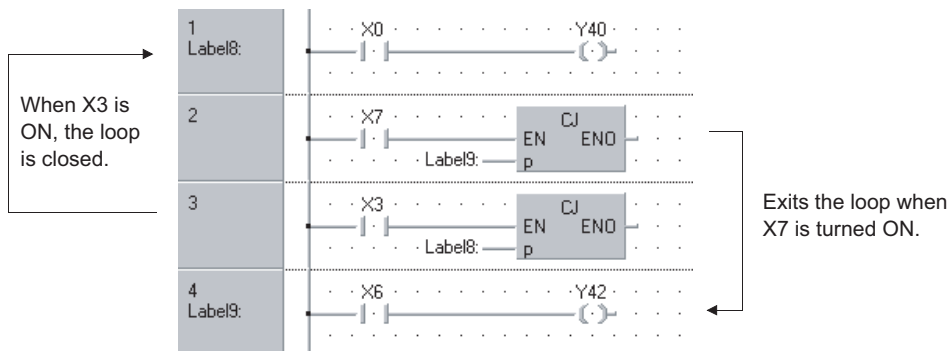 When X3 is
ON, the loop
is closed.
1
Label8:
X0
Y40
2
X7
CJ
EN
ENO
Label9:
p
3
X3
CJ
EN
ENO
Label8:
p
4
Label9:
X6
Y42
Exits the loop when
X7 is turned ON.